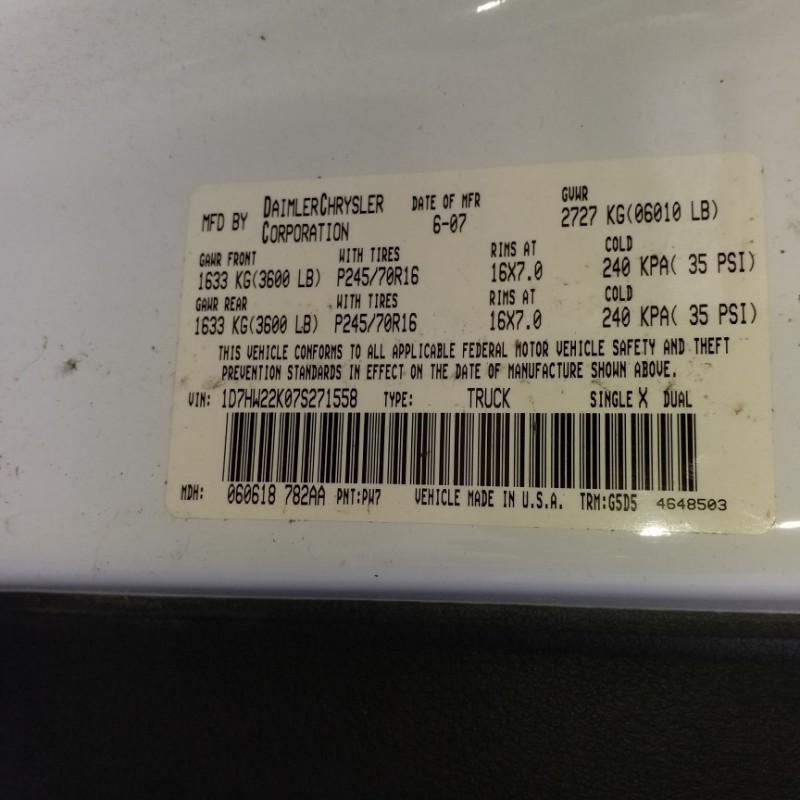 MFD BY DAIMLERCHRYSLER CORPORATION DATE OF MFR 6-07 GVWR 2727 KG(06010 LB)
GAWR FRONT WITH TIRES RIMS AT COLD
1633 KG(3600 LB) P245/70R16 16X7.0 240 KPA( 35 PSI)
GAWR REAR WITH TIRES RIMS AT COLD
1633 KG(3600 LB) P245/70R16 16X7.0 240 KPA( 35 PSI)
THIS VEHICLE CONFORMS TO ALL APPLICABLE FEDERAL MOTOR VEHICLE SAFETY AND THEFT
PREVENTION STANDARDS IN EFFECT ON THE DATE OF MANUFACTURE SHOWN ABOVE.
VIN: 1D7HW22K07S271558 TYPE: TRUCK SINGLE X DUAL
MDH: 060618 782AA PNT:PW7 VEHICLE MADE IN U.S.A. TRM:G5D5 4648503